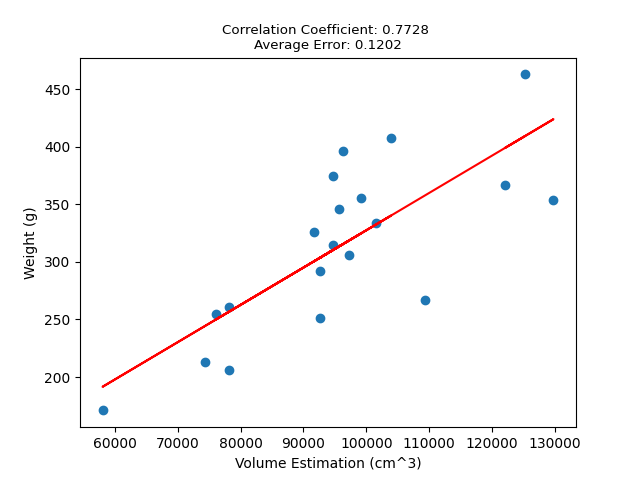 Correlation Coefficient: 0.7728
Average Error: 0.1202
450
400
350
300
250
200
Weight (g)
60000 70000 80000 90000 100000 110000 120000 130000
Volume Estimation (cm^3)